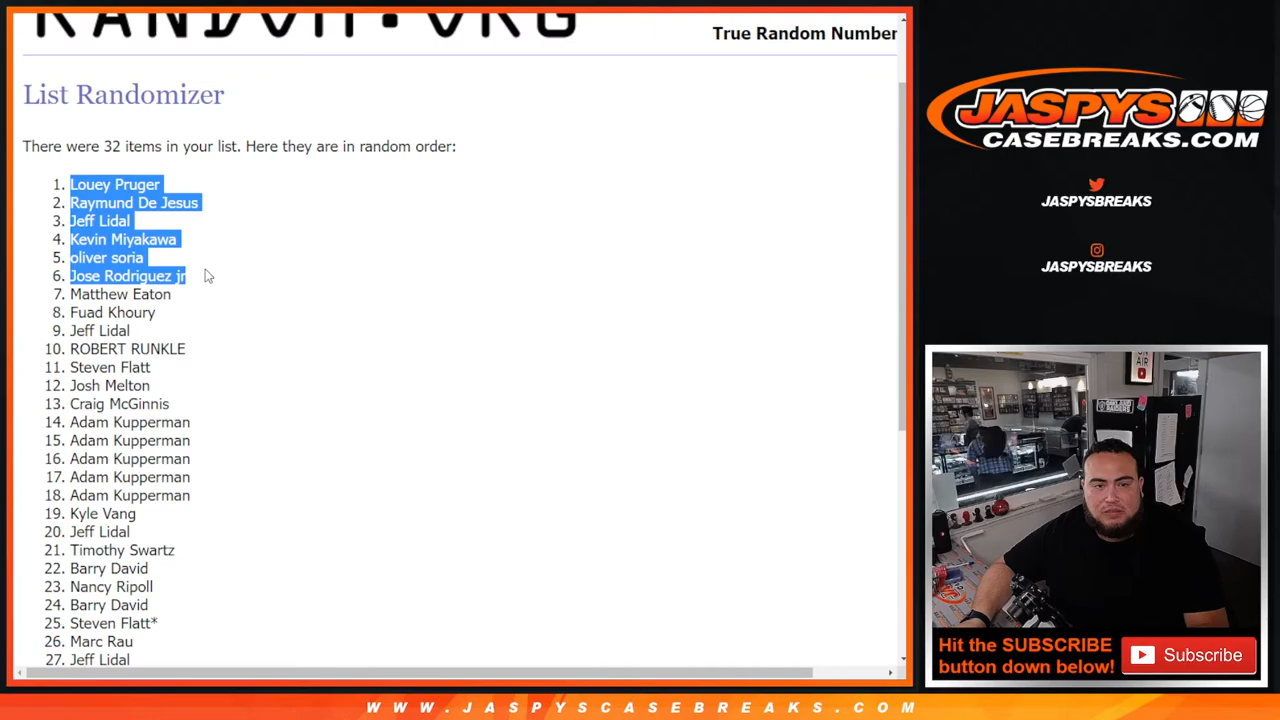 RANDOM.ORG
True Random Number
List Randomizer
There were 32 items in your list. Here they are in random order:
1. Louey Pruger
2. Raymund De Jesus
3. Jeff Lidal
4. Kevin Miyakawa
5. oliver soria
6. Jose Rodriguez jr
7. Matthew Eaton
8. Fuad Khoury
9. Jeff Lidal
10. ROBERT RUNKLE
11. Steven Flatt
12. Josh Melton
13. Craig McGinnis
14. Adam Kupperman
15. Adam Kupperman
16. Adam Kupperman
17. Adam Kupperman
18. Adam Kupperman
19. Kyle Vang
20. Jeff Lidal
21. Timothy Swartz
22. Barry David
23. Nancy Ripoll
24. Barry David
25. Steven Flatt*
26. Marc Rau
27. Jeff Lidal
JASPYS
CASEBREAKS.COM
JASPYSBREAKS
JASPYSBREAKS
ON AIR
Hit the SUBSCRIBE
button down below!
Subscribe
WWW.JASPYSCASEBREAKS.COM